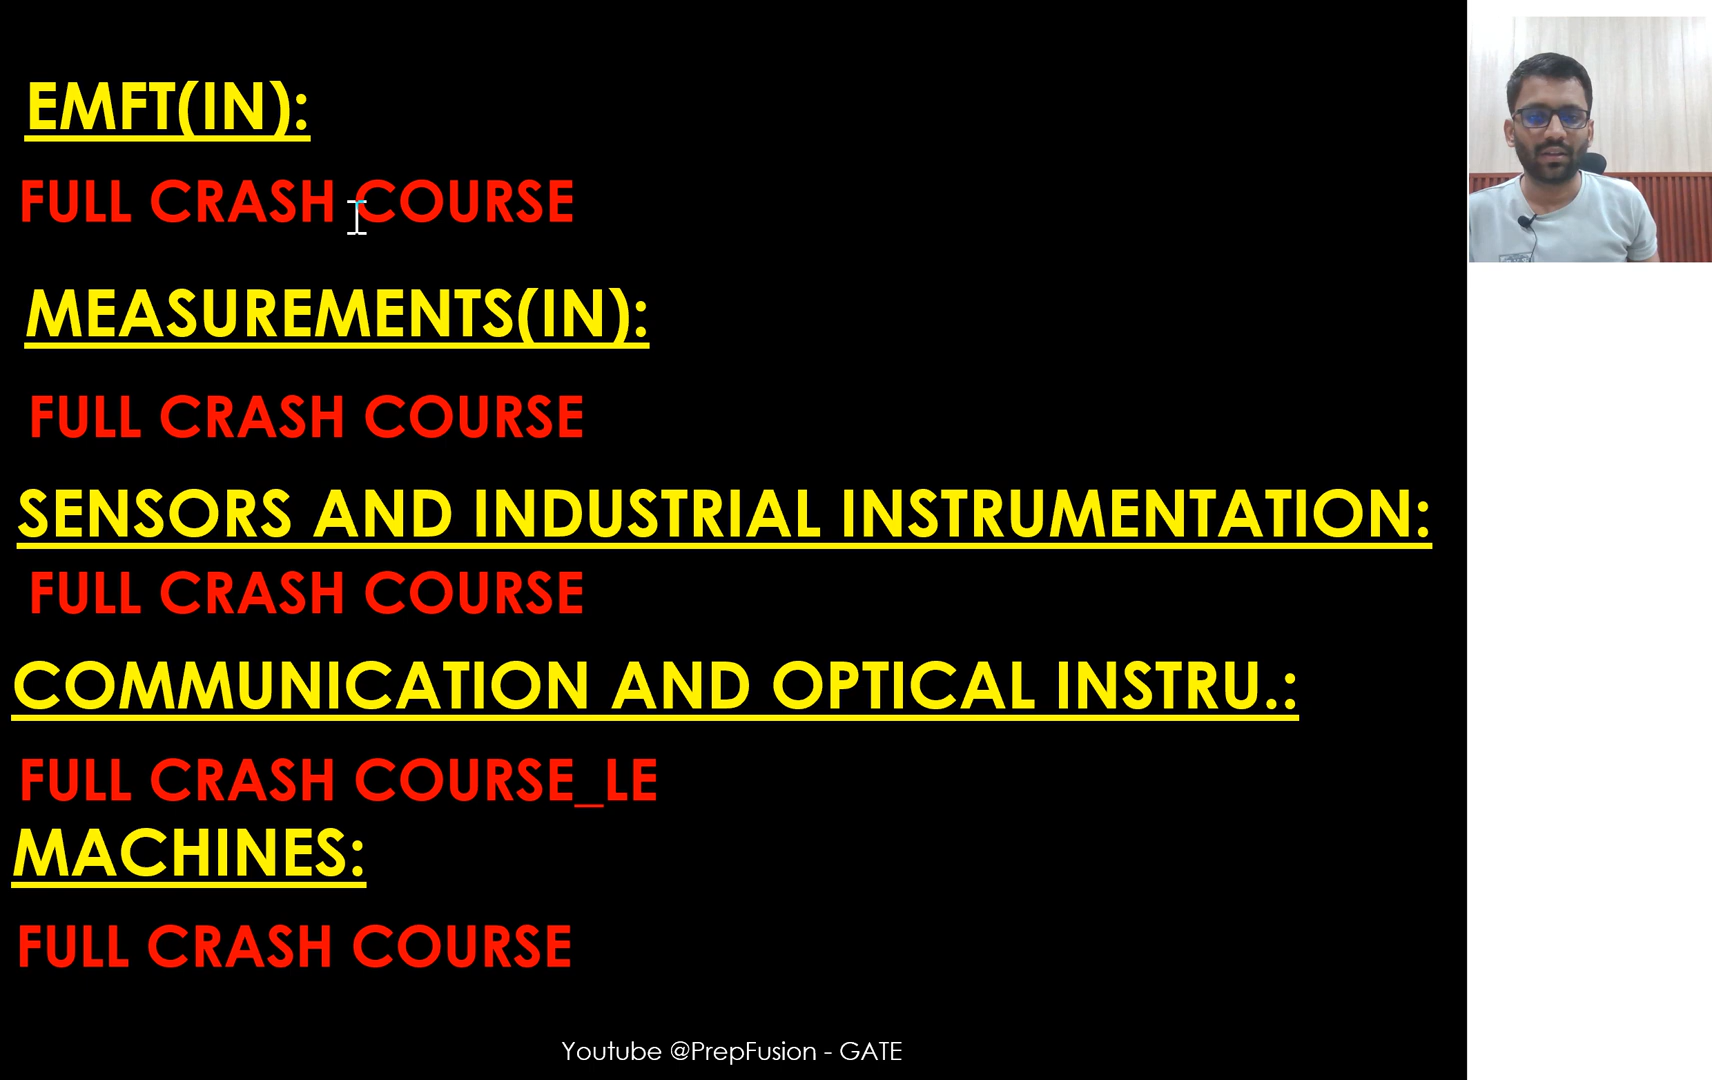 EMFT(IN):
FULL CRASH COURSE
MEASUREMENTS(IN):
FULL CRASH COURSE
SENSORS AND INDUSTRIAL INSTRUMENTATION:
FULL CRASH COURSE
COMMUNICATION AND OPTICAL INSTRU.:
FULL CRASH COURSE_LE
MACHINES:
FULL CRASH COURSE
Youtube @PrepFusion - GATE